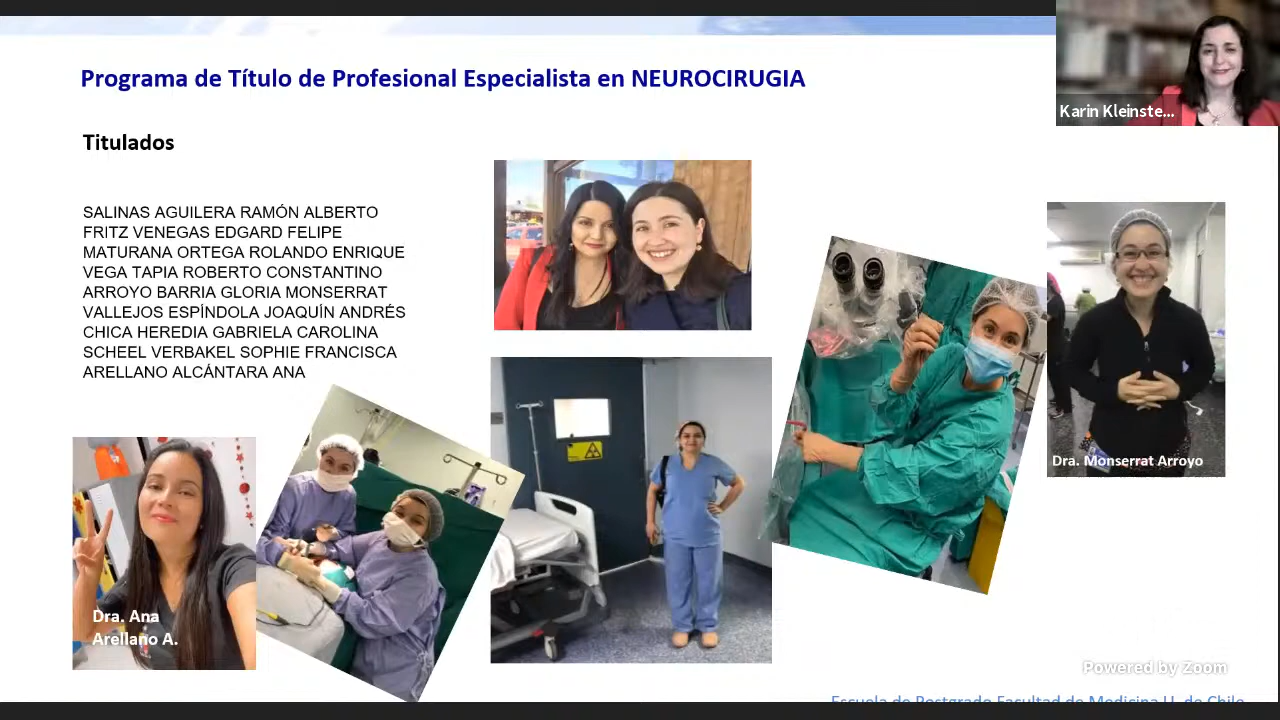 Programa de Título de Profesional Especialista en NEUROCIRUGIA
Karin Kleinste...
Titulados
SALINAS AGUILERA RAMÓN ALBERTO
FRITZ VENEGAS EDGARD FELIPE
MATURANA ORTEGA ROLANDO ENRIQUE
VEGA TAPIA ROBERTO CONSTANTINO
ARROYO BARRIA GLORIA MONSERRAT
VALLEJOS ESPÍNDOLA JOAQUÍN ANDRÉS
CHICA HEREDIA GABRIELA CAROLINA
SCHEEL VERBAKEL SOPHIE FRANCISCA
ARELLANO ALCÁNTARA ANA
Dra. Monserrat Arroyo
Dra. Ana
Arellano A.
Powered by Zoom
Escuela de Postgrado Facultad de Medicina U. de Chile